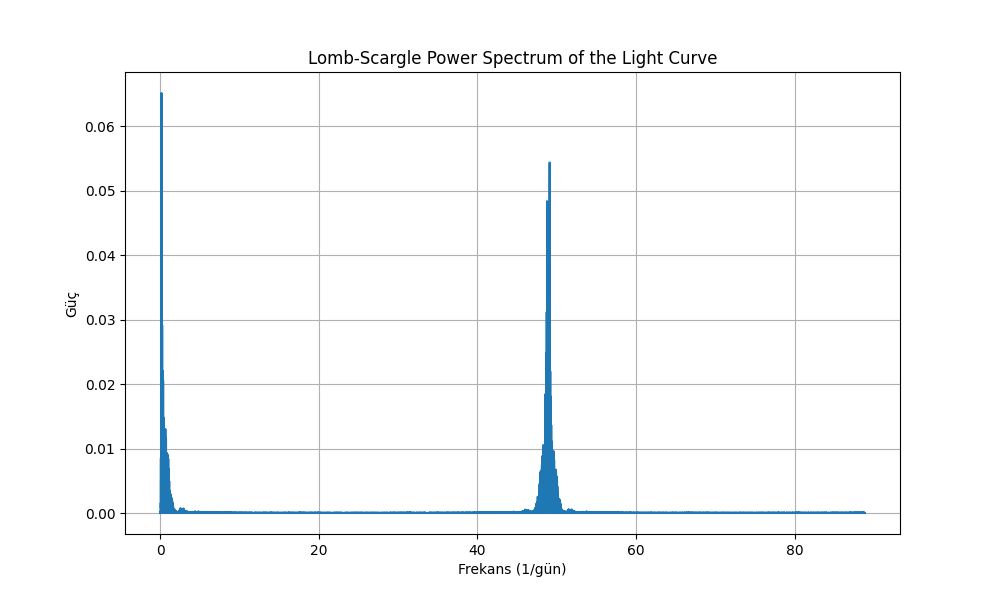 Lomb-Scargle Power Spectrum of the Light Curve
0.06
0.05
0.04
0.03
0.02
0.01
0.00
Güç
0 20 40 60 80
Frekans (1/gün)